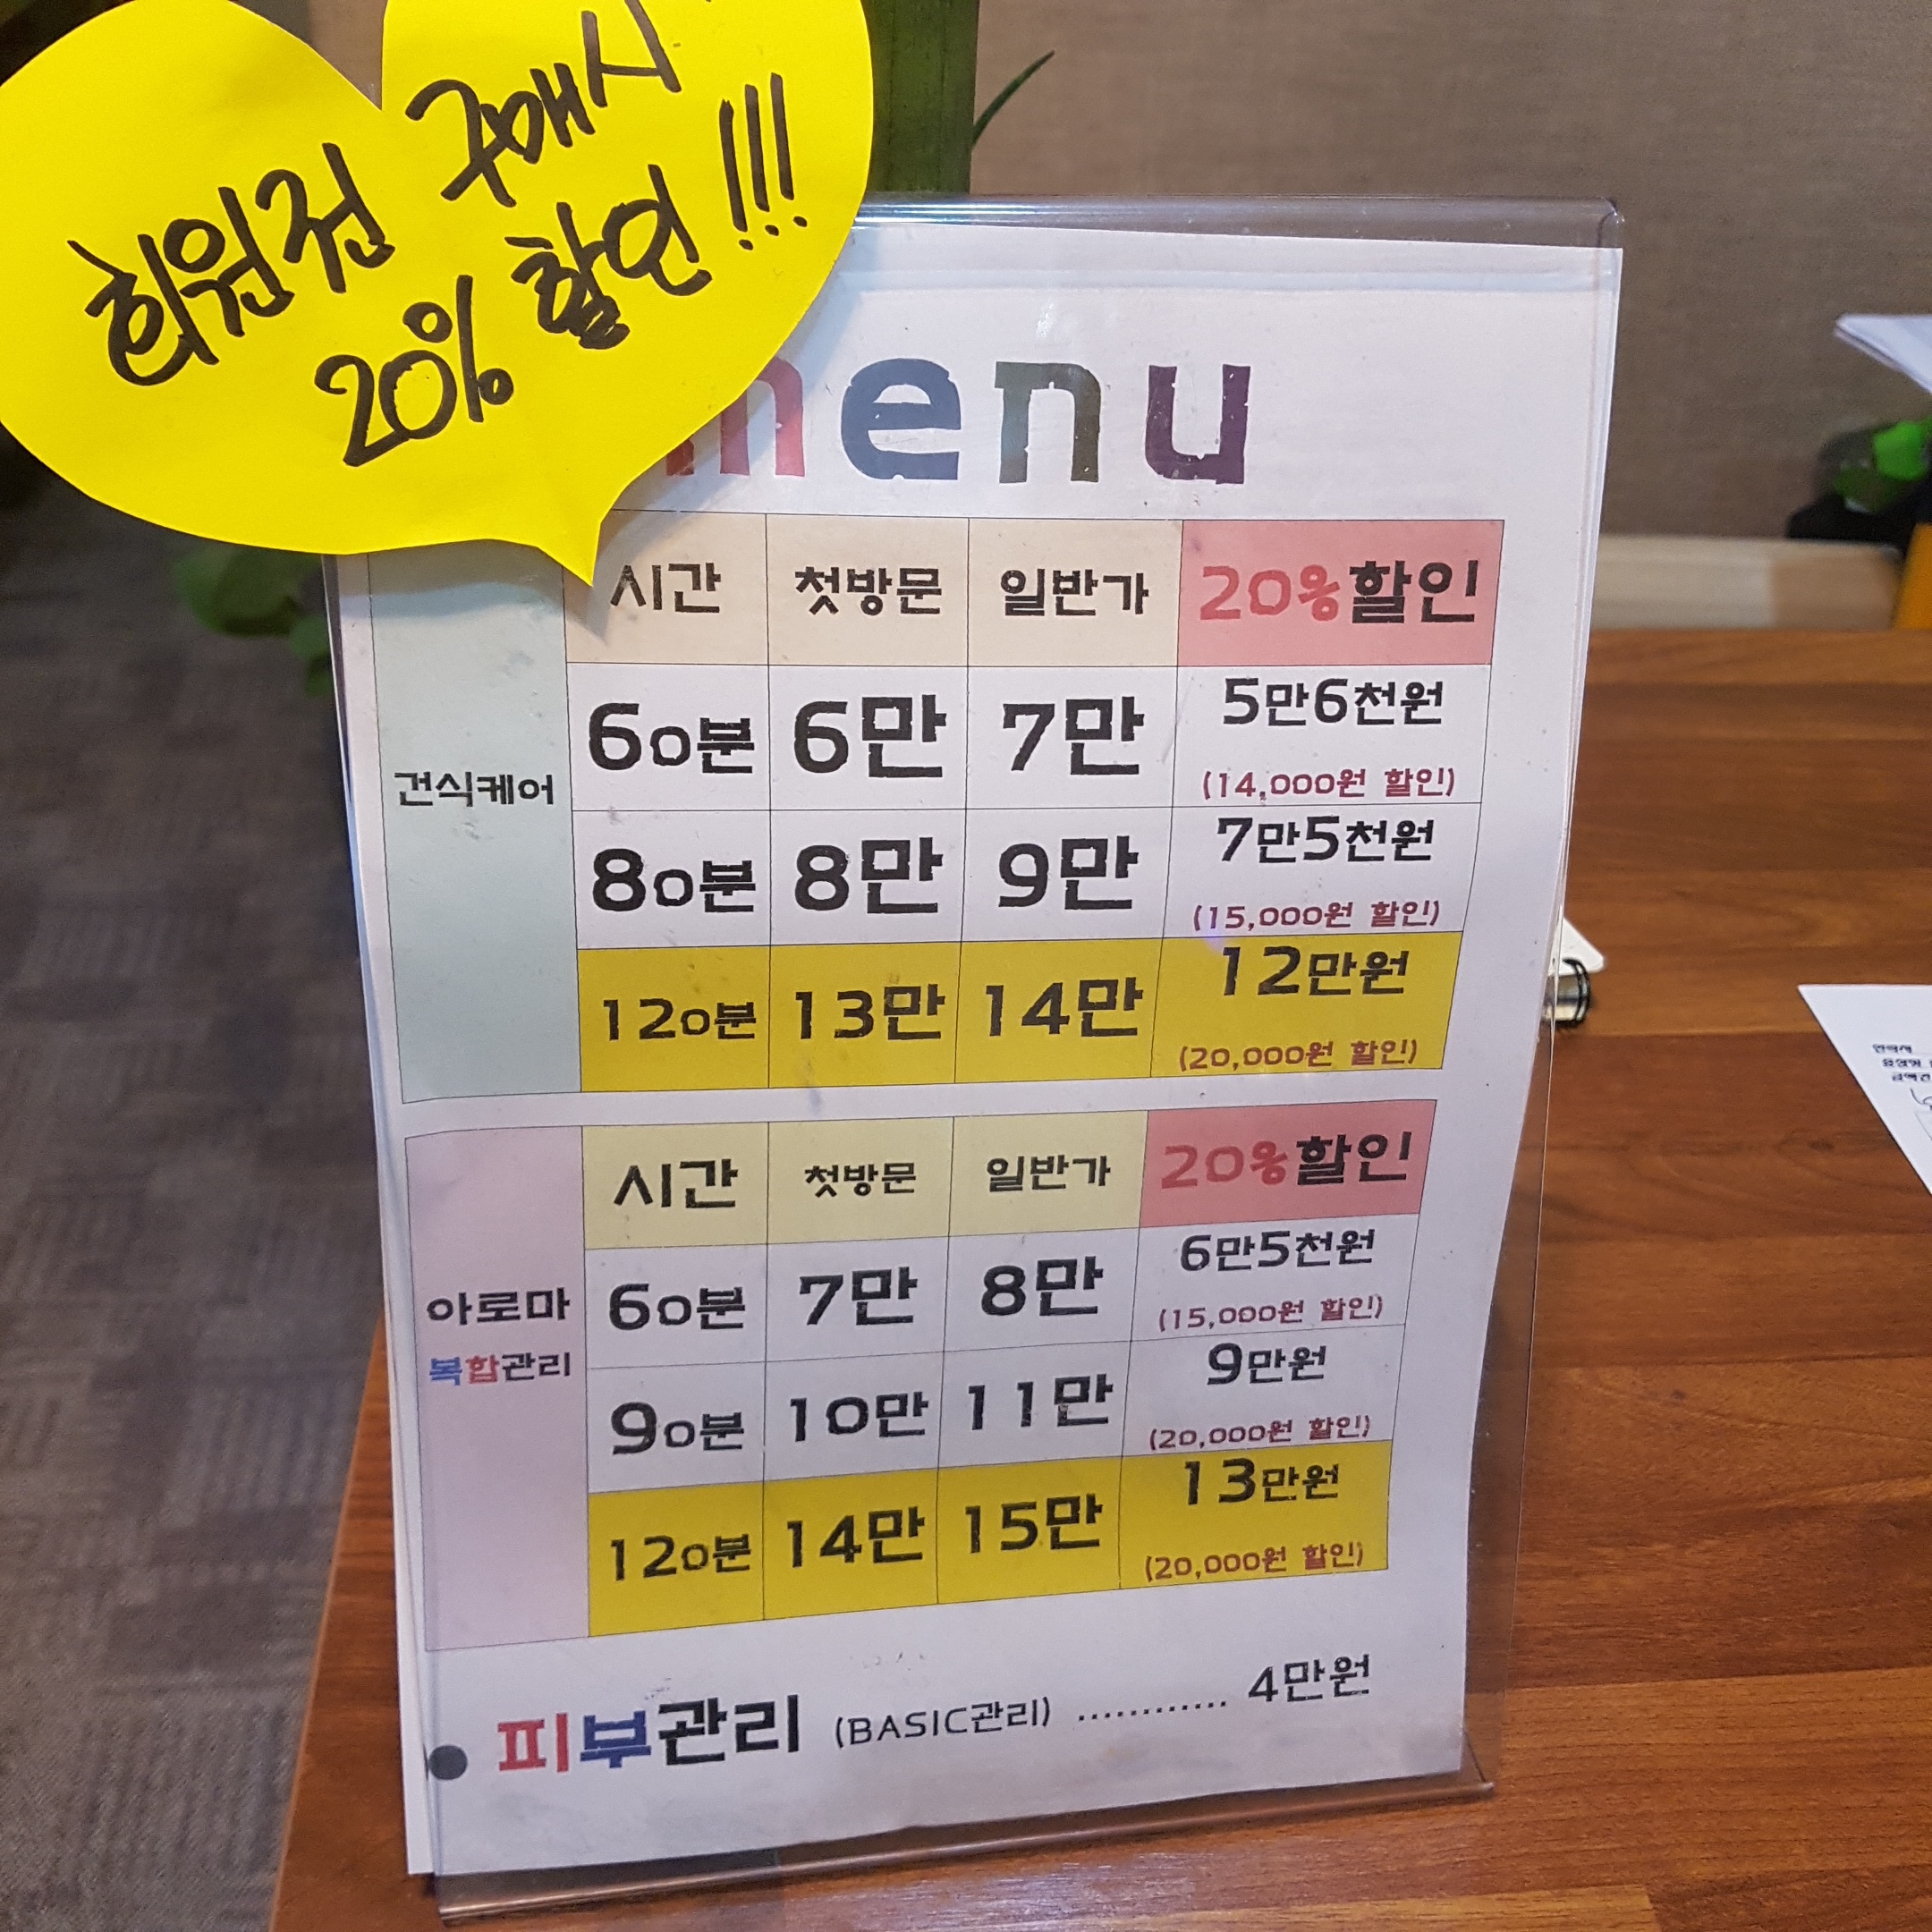 회원권 구매시
20% 할인!!!
menu
시간 첫방문 일반가 20%할인
건식케어
60분 6만 7만 5만6천원
(14,000원 할인)
80분 8만 9만 7만5천원
(15,000원 할인)
120분 13만 14만 12만원
(20,000원 할인)
시간 첫방문 일반가 20%할인
아로마
복합관리
60분 7만 8만 6만5천원
(15,000원 할인)
90분 10만 11만 9만원
(20,000원 할인)
120분 14만 15만 13만원
(20,000원 할인)
피부관리 (BASIC관리) ............ 4만원